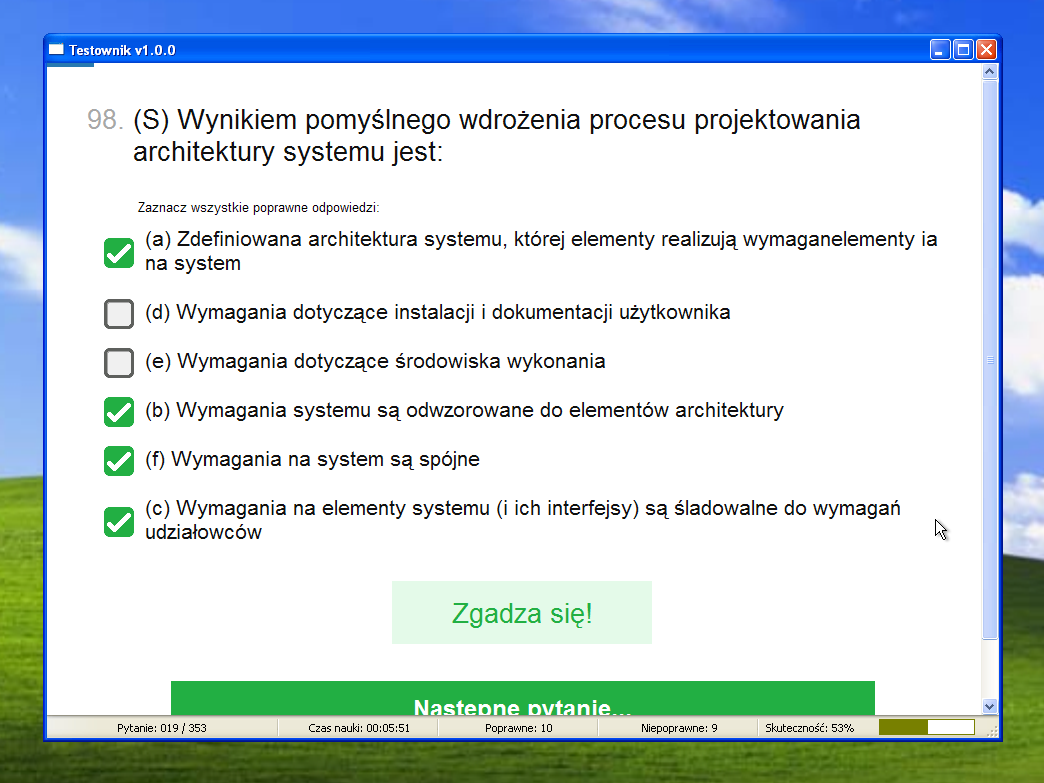 Testownik v1.0.0
98. (S) Wynikiem pomyślnego wdrożenia procesu projektowania
architektury systemu jest:
Zaznacz wszystkie poprawne odpowiedzi:
(a) Zdefiniowana architektura systemu, której elementy realizują wymaganelementy ia
na system
(d) Wymagania dotyczące instalacji i dokumentacji użytkownika
(e) Wymagania dotyczące środowiska wykonania
(b) Wymagania systemu są odwzorowane do elementów architektury
(f) Wymagania na system są spójne
(c) Wymagania na elementy systemu (i ich interfejsy) są śladowalne do wymagań
udziałowców
Zgadza się!
Następne pytanie...
Pytanie: 019 / 353 Czas nauki: 00:05:51 Poprawne: 10 Niepoprawne: 9 Skuteczność: 53%